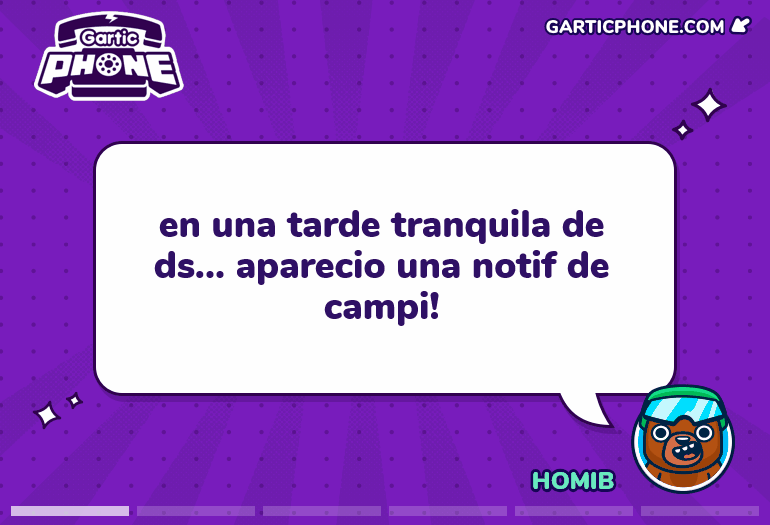 Gartic
PHONE
GARTICPHONE.COM
en una tarde tranquila de
ds... aparecio una notif de
campi!
HOMIB